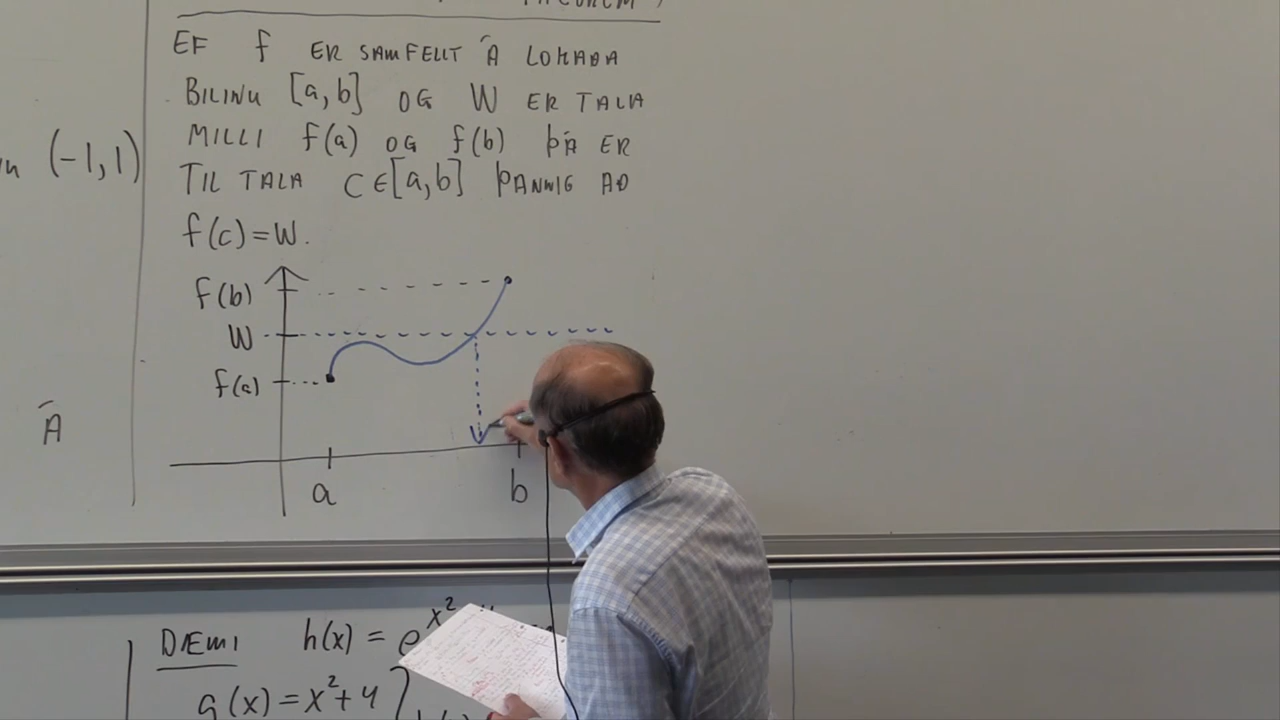 EF f ER SAMFELLT Á LOKAÐA
BILINU [a,b] OG W ER TALA
MILLI f(a) OG f(b) ÞÁ ER
TIL TALA C∈[a,b] ÞANNIG AÐ
f(c)=W.
(-1,1)
f(b)
W
f(a)
a b
Á
DÆMI h(x) = e^x²
g(x)=x²+4